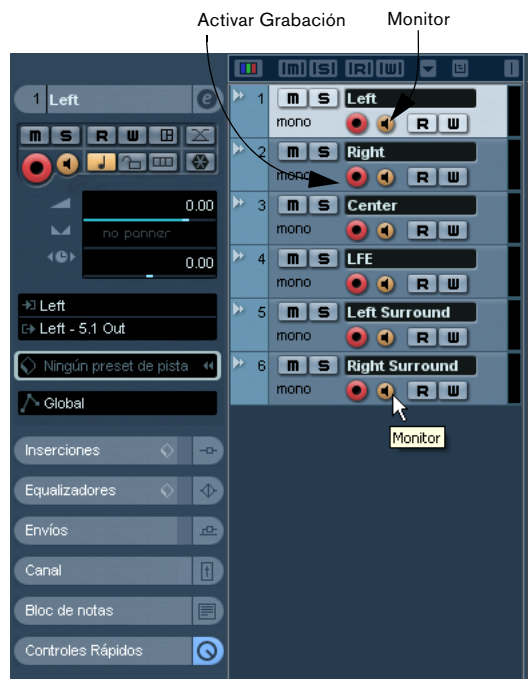 Activar Grabación Monitor
m S R W
1 Left e
m S R W
0.00
no panner
0.00
Left
Left - 5.1 Out
Ningún preset de pista
Global
Inserciones
Equalizadores
Envíos
Canal
Bloc de notas
Controles Rápidos
1 m S Left
mono R W
2 m S Right
mono R W
3 m S Center
mono R W
4 m S LFE
mono R W
5 m S Left Surround
mono R W
6 m S Right Surround
mono R W
Monitor